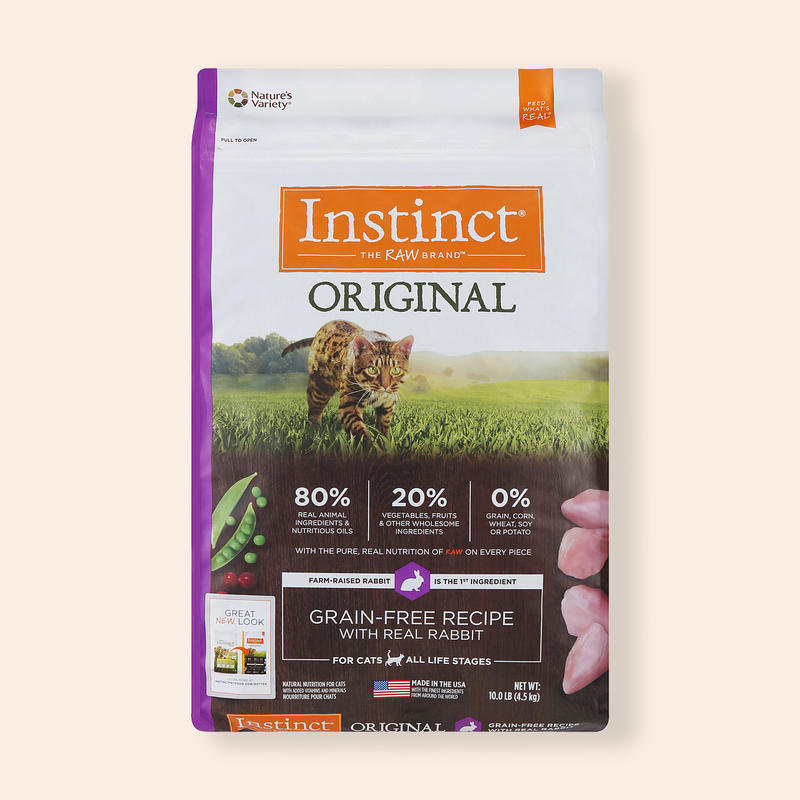 Nature's
Variety®
FEED
WHAT'S
REAL®
PULL TO OPEN
Instinct®
THE RAW BRAND™
ORIGINAL
80%
REAL ANIMAL
INGREDIENTS &
NUTRITIOUS OILS
20%
VEGETABLES, FRUITS
& OTHER WHOLESOME
INGREDIENTS
0%
GRAIN, CORN,
WHEAT, SOY
OR POTATO
WITH THE PURE, REAL NUTRITION OF RAW ON EVERY PIECE
FARM-RAISED RABBIT IS THE 1ST INGREDIENT
GRAIN-FREE RECIPE
WITH REAL RABBIT
FOR CATS ALL LIFE STAGES
GREAT
NEW LOOK
Instinct
NATURAL NUTRITION FOR CATS
WITH ADDED VITAMINS AND MINERALS
NOURRITURE POUR CHATS
MADE IN THE USA
WITH THE FINEST INGREDIENTS
FROM AROUND THE WORLD
NET WT:
10.0 LB (4.5 kg)
Instinct ORIGINAL
GRAIN-FREE RECIPE
WITH REAL RABBIT